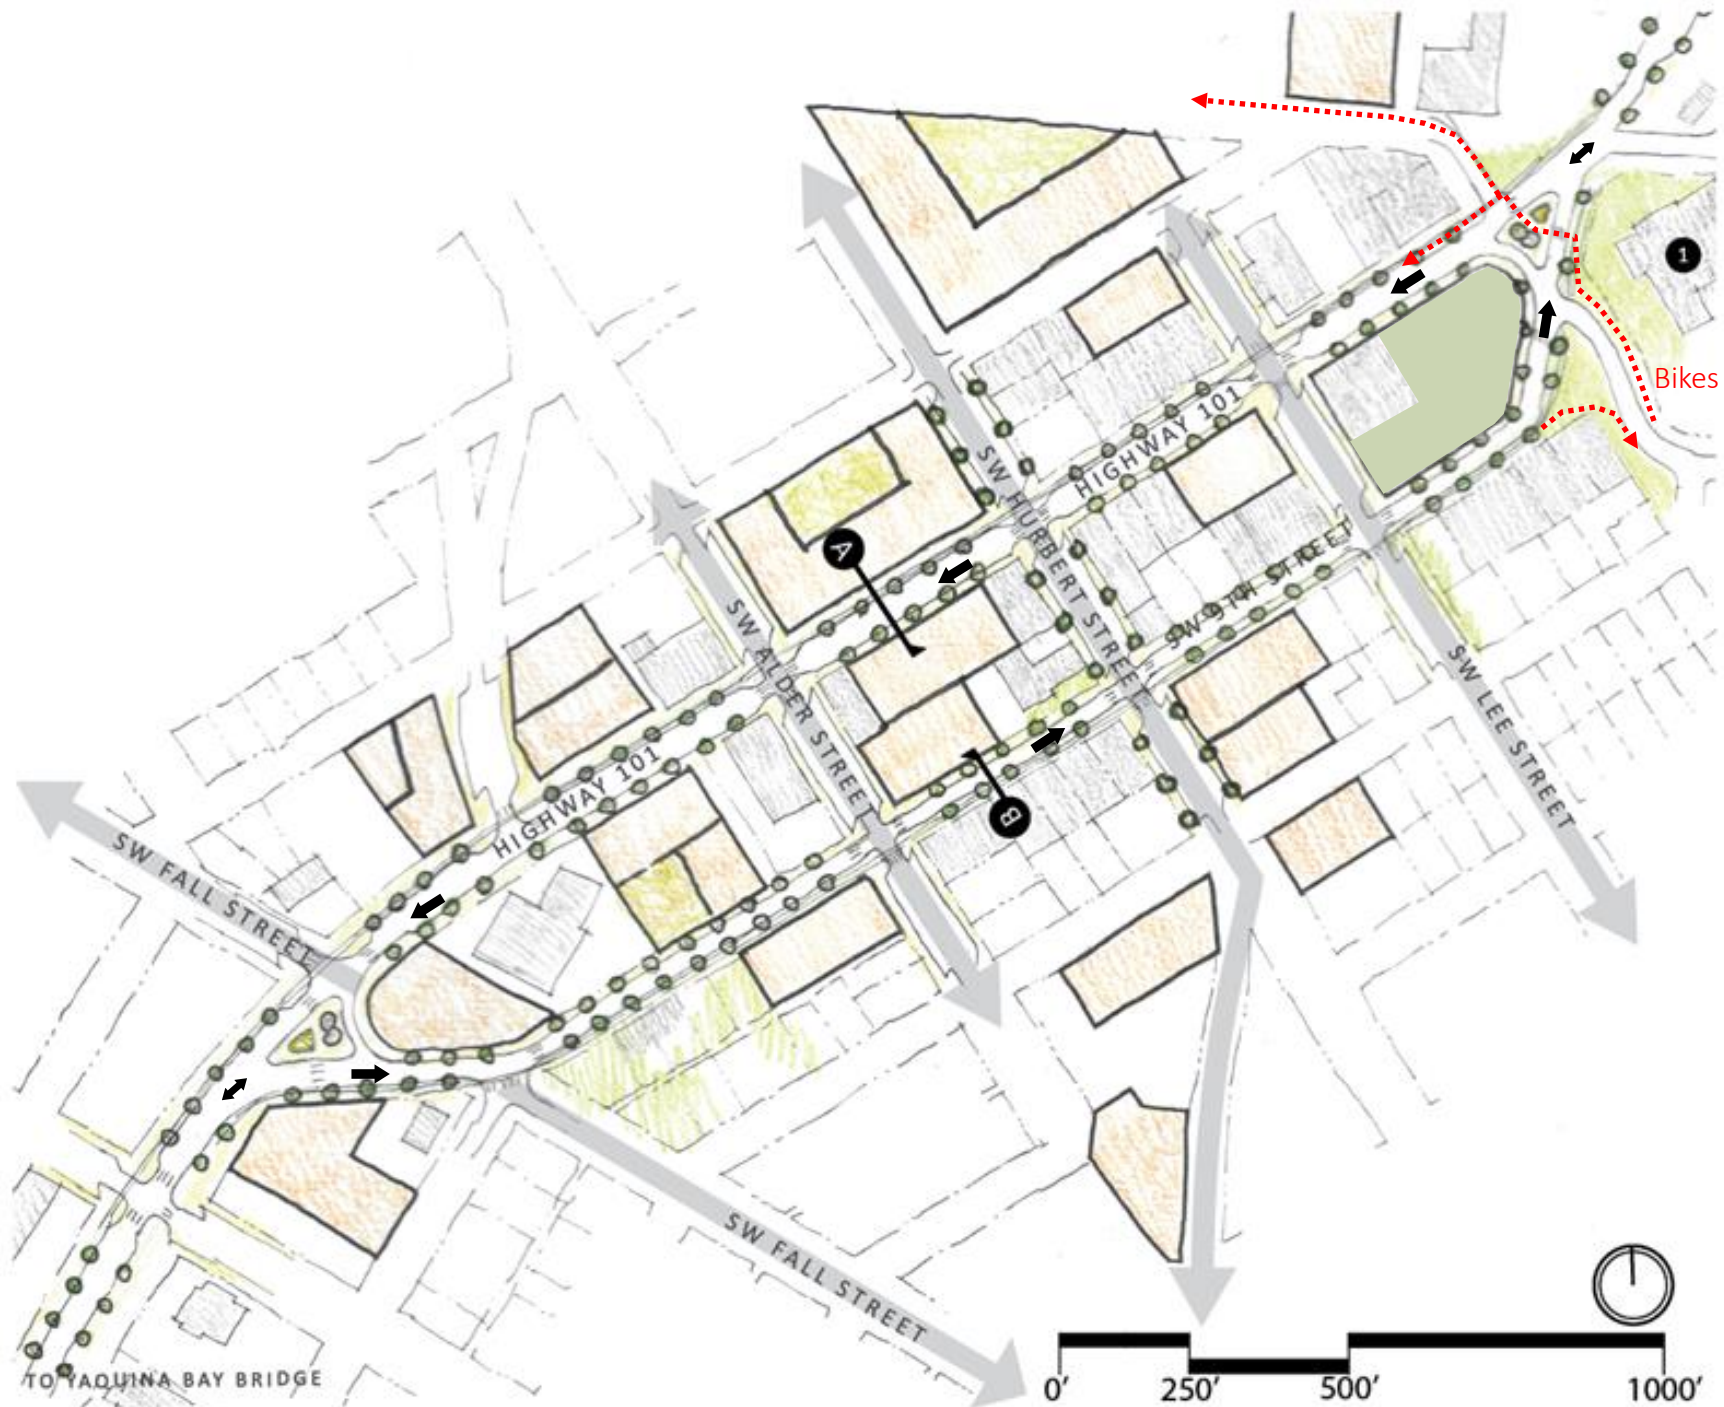 1
Bikes
HIGHWAY 101
SW HURBERT STREET
A
SW 9TH STREET
SW ALDER STREET
SW LEE STREET
HIGHWAY 101
B
SW FALL STREET
SW FALL STREET
TO YAQUINA BAY BRIDGE
0' 250' 500' 1000'